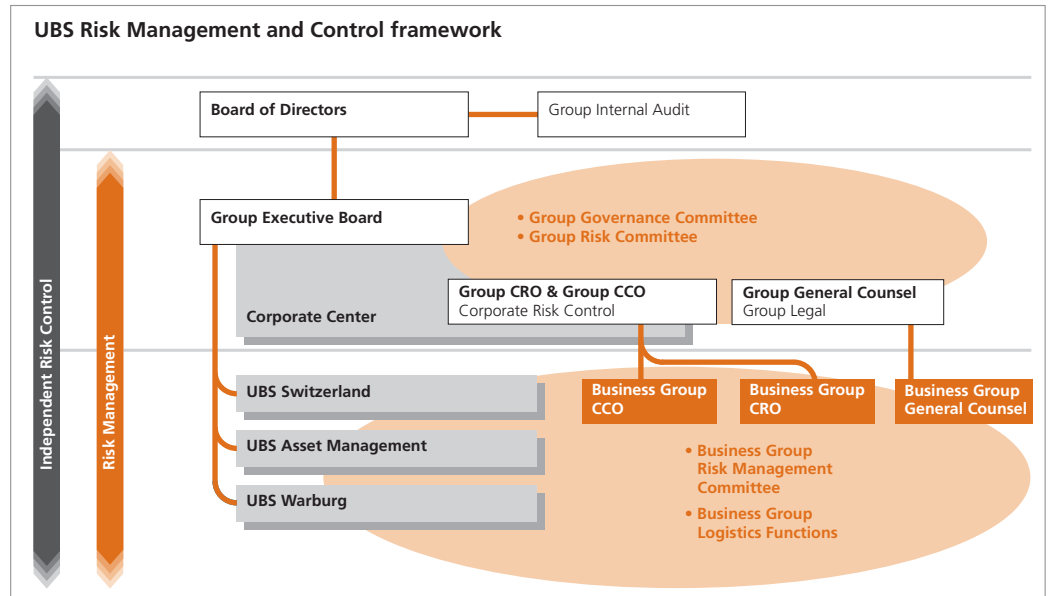 UBS Risk Management and Control framework
Independent Risk Control
Risk Management
Board of Directors
Group Internal Audit
Group Executive Board
• Group Governance Committee
• Group Risk Committee
Corporate Center
Group CRO & Group CCO
Corporate Risk Control
Group General Counsel
Group Legal
UBS Switzerland
Business Group
CCO
Business Group
CRO
Business Group
General Counsel
UBS Asset Management
UBS Warburg
• Business Group
Risk Management
Committee
• Business Group
Logistics Functions